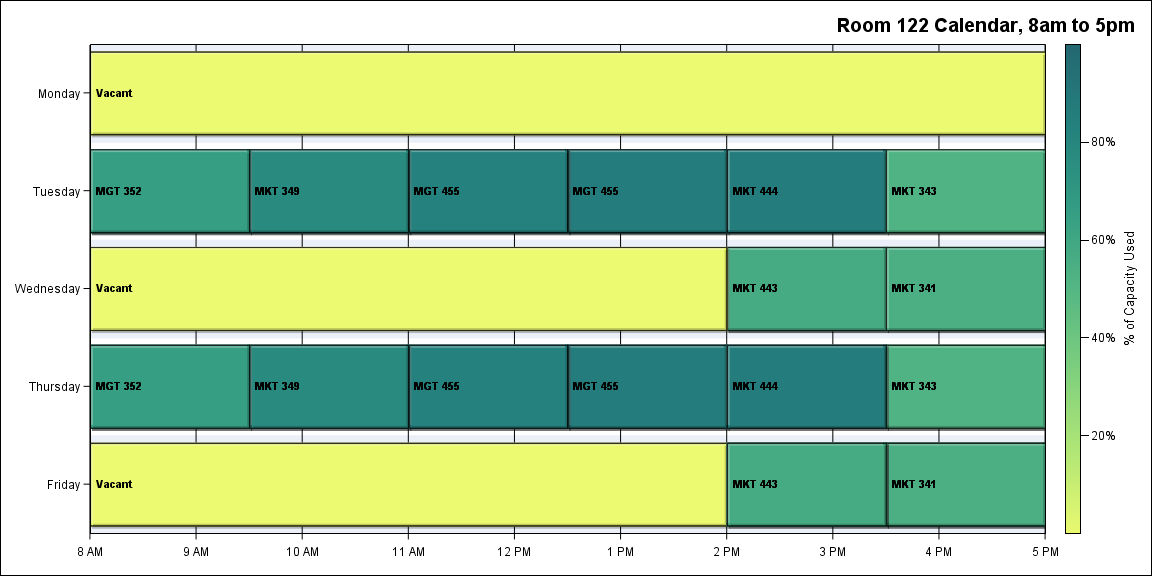 Room 122 Calendar, 8am to 5pm
Monday
Vacant
Tuesday
MGT 352
MKT 349
MGT 455
MGT 455
MKT 444
MKT 343
Wednesday
Vacant
MKT 443
MKT 341
Thursday
MGT 352
MKT 349
MGT 455
MGT 455
MKT 444
MKT 343
Friday
Vacant
MKT 443
MKT 341
8 AM
9 AM
10 AM
11 AM
12 PM
1 PM
2 PM
3 PM
4 PM
5 PM
80%
60%
40%
20%
% of Capacity Used